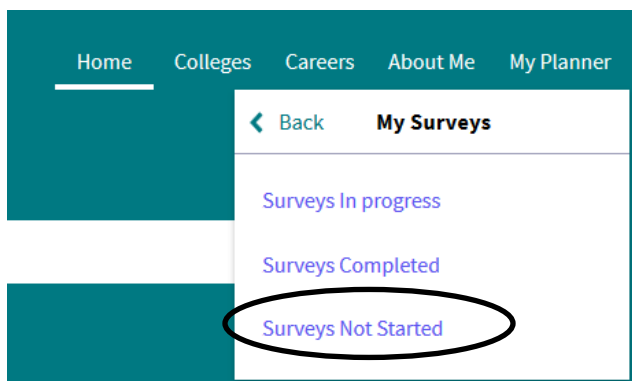 Home Colleges Careers About Me My Planner
Back My Surveys
Surveys In progress
Surveys Completed
Surveys Not Started